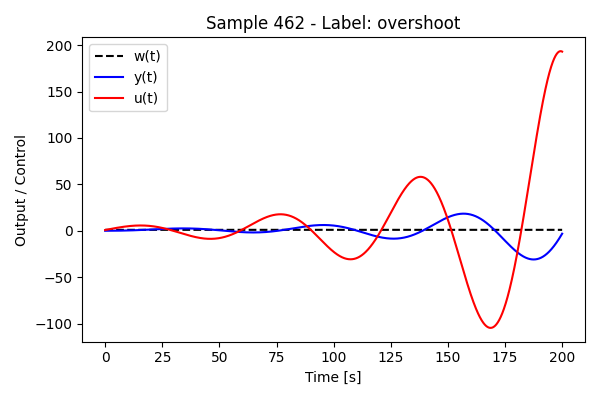 Sample 462 - Label: overshoot
w(t)
y(t)
u(t)
Output / Control
200
150
100
50
0
−50
−100
0
25
50
75
100
125
150
175
200
Time [s]